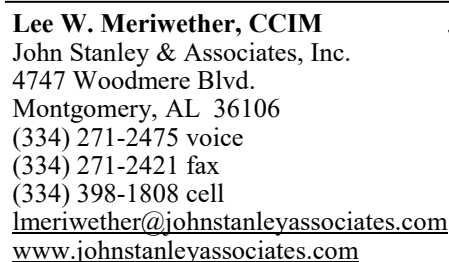 Lee W. Meriwether, CCIM
John Stanley & Associates, Inc.
4747 Woodmere Blvd.
Montgomery, AL  36106
(334) 271-2475 voice
(334) 271-2421 fax
(334) 398-1808 cell
lmeriwether@johnstanleyassociates.com
www.johnstanleyassociates.com